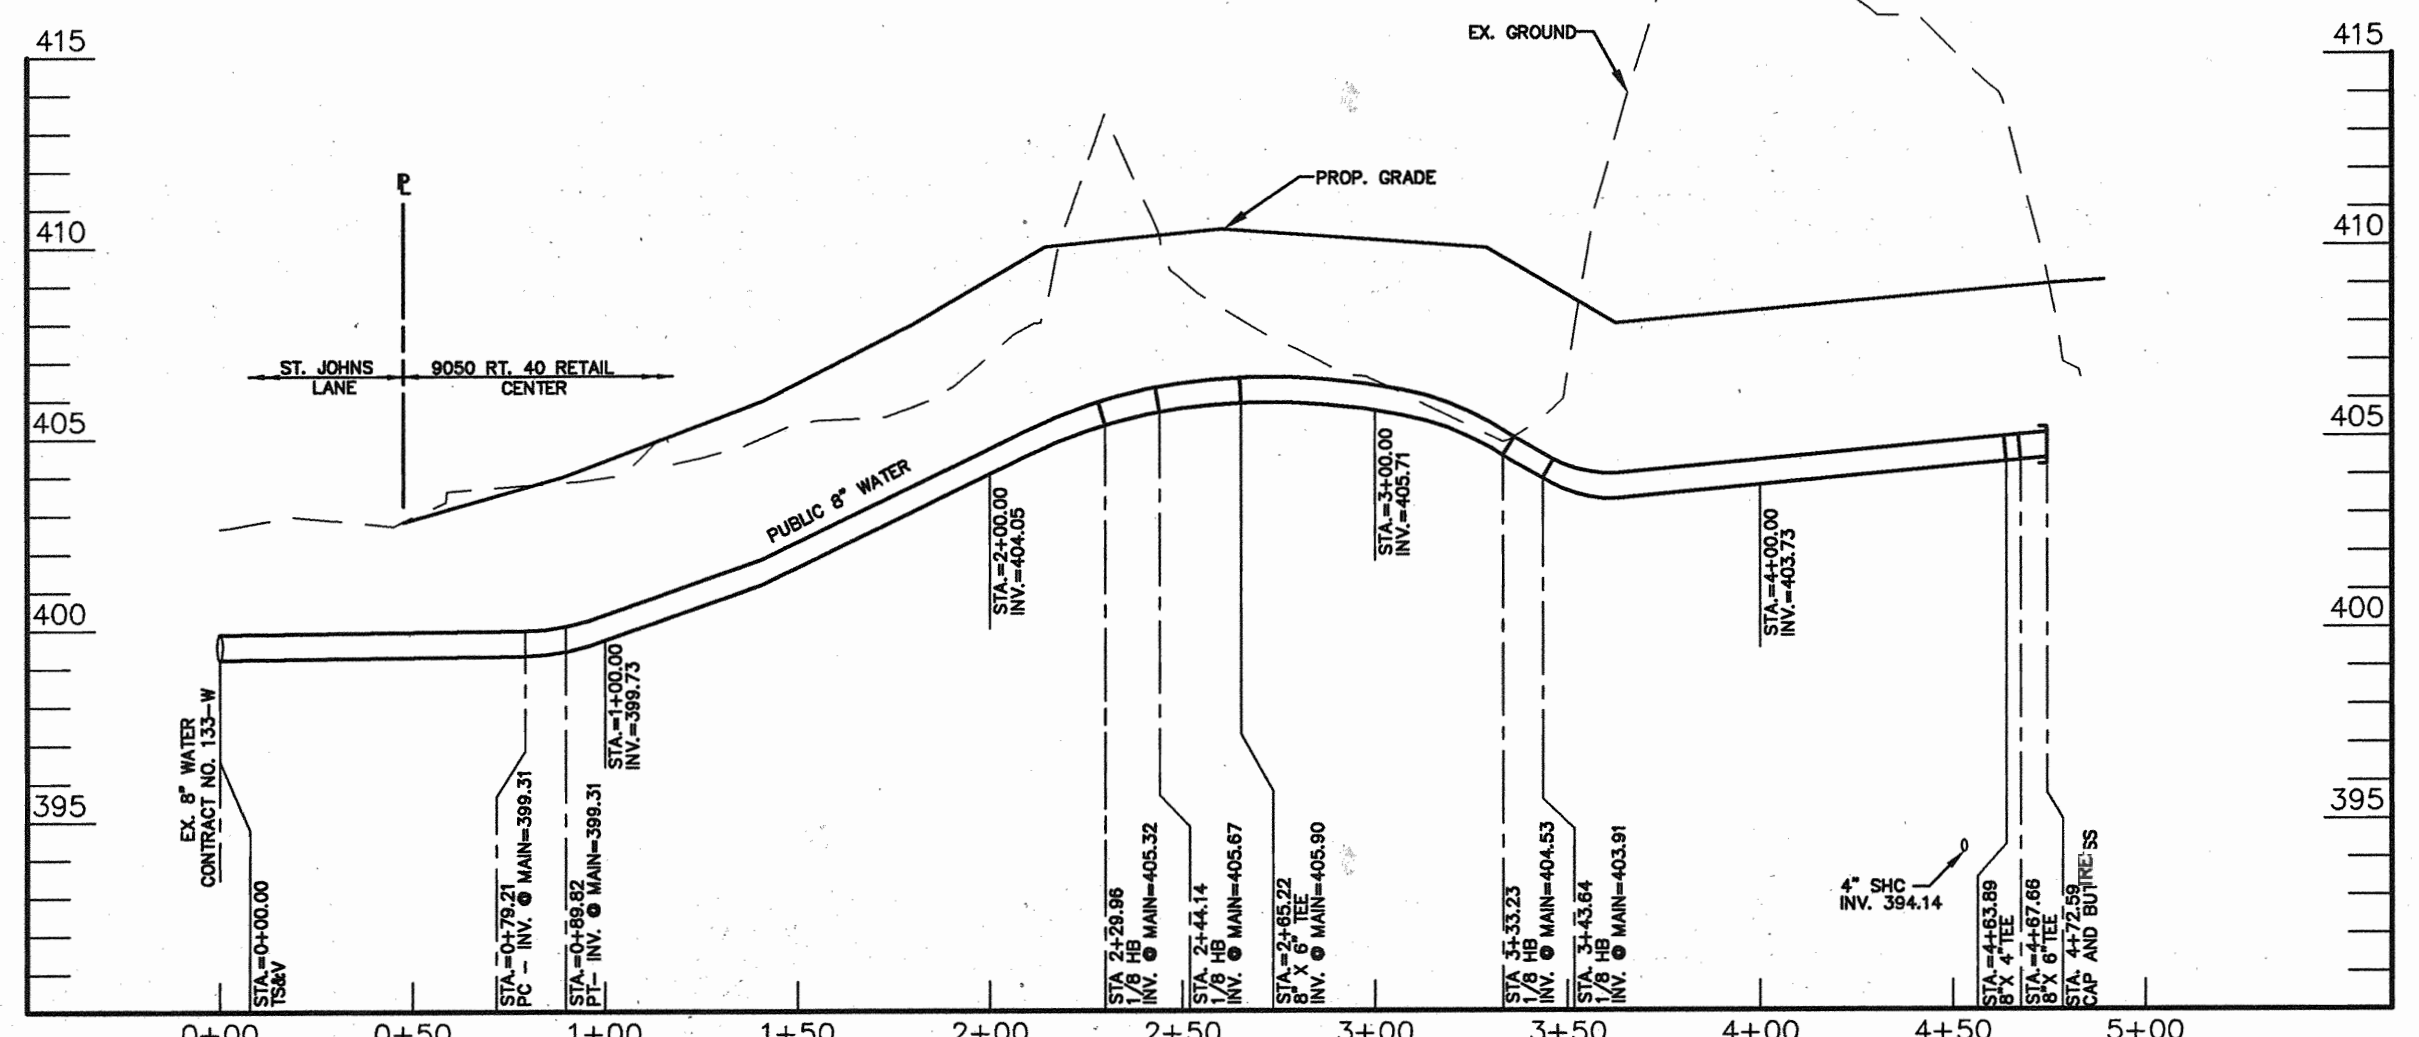 415
410
405
400
395
415
410
405
400
395
EX. GROUND
PROP. GRADE
ST. JOHNS
LANE
9050 RT. 40 RETAIL
CENTER
PUBLIC 8" WATER
EX. 8" WATER
CONTRACT NO. 133-W
STA.=0+00.00
TS&V
STA.=0+79.21
PC - INV. @ MAIN=399.31
STA.=0+89.82
PT- INV. @ MAIN=399.31
STA.=1+00.00
INV.=399.73
STA.=2+00.00
INV.=404.05
STA 2+29.96
1/8 HB
INV. @ MAIN=405.32
STA. 2+44.14
1/8 HB
INV. @ MAIN=405.67
STA.=2+65.22
8" X 6" TEE
INV. @ MAIN=405.90
STA.=3+00.00
INV.=405.71
STA 3+33.23
1/8 HB
INV. @ MAIN=404.53
STA. 3+43.64
1/8 HB
INV. @ MAIN=403.91
STA.=4+00.00
INV.=403.73
4" SHC
INV. 394.14
STA.=4+63.89
8"X 4"TEE
STA.=4+67.66
8"X 6"TEE
STA. 4+72.59
CAP AND BUTTRESS
0+00
0+50
1+00
1+50
2+00
2+50
3+00
3+50
4+00
4+50
5+00